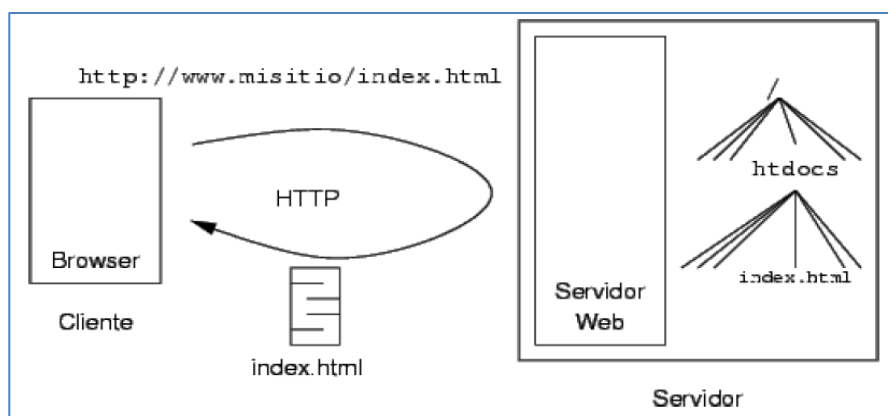 http://www.misitio/index.html
/
htdocs
HTTP
index.html
Browser
Servidor
Web
Cliente
index.html
Servidor